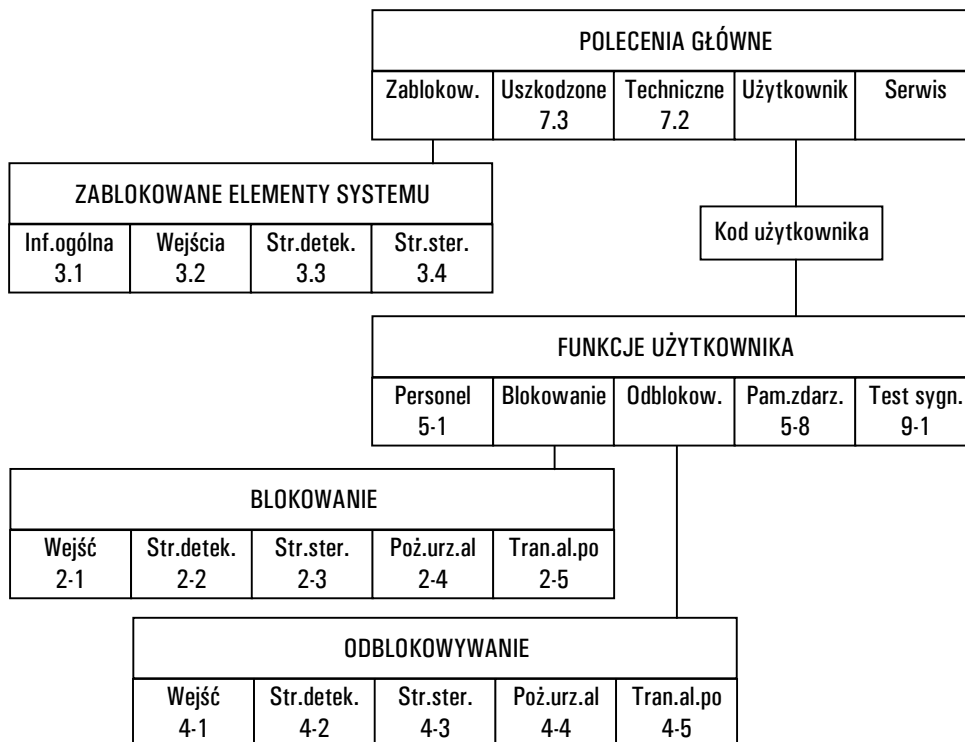 POLECENIA GŁÓWNE
Zablokow. Uszkodzone Techniczne Użytkownik Serwis
7.3 7.2
ZABLOKOWANE ELEMENTY SYSTEMU
Inf.ogólna Wejścia Str.detek. Str.ster.
3.1 3.2 3.3 3.4
Kod użytkownika
FUNKCJE UŻYTKOWNIKA
Personel Blokowanie Odblokow. Pam.zdarz. Test sygn.
5-1 5-8 9-1
BLOKOWANIE
Wejść Str.detek. Str.ster. Poż.urz.al Tran.al.po
2-1 2-2 2-3 2-4 2-5
ODBLOKOWYWANIE
Wejść Str.detek. Str.ster. Poż.urz.al Tran.al.po
4-1 4-2 4-3 4-4 4-5